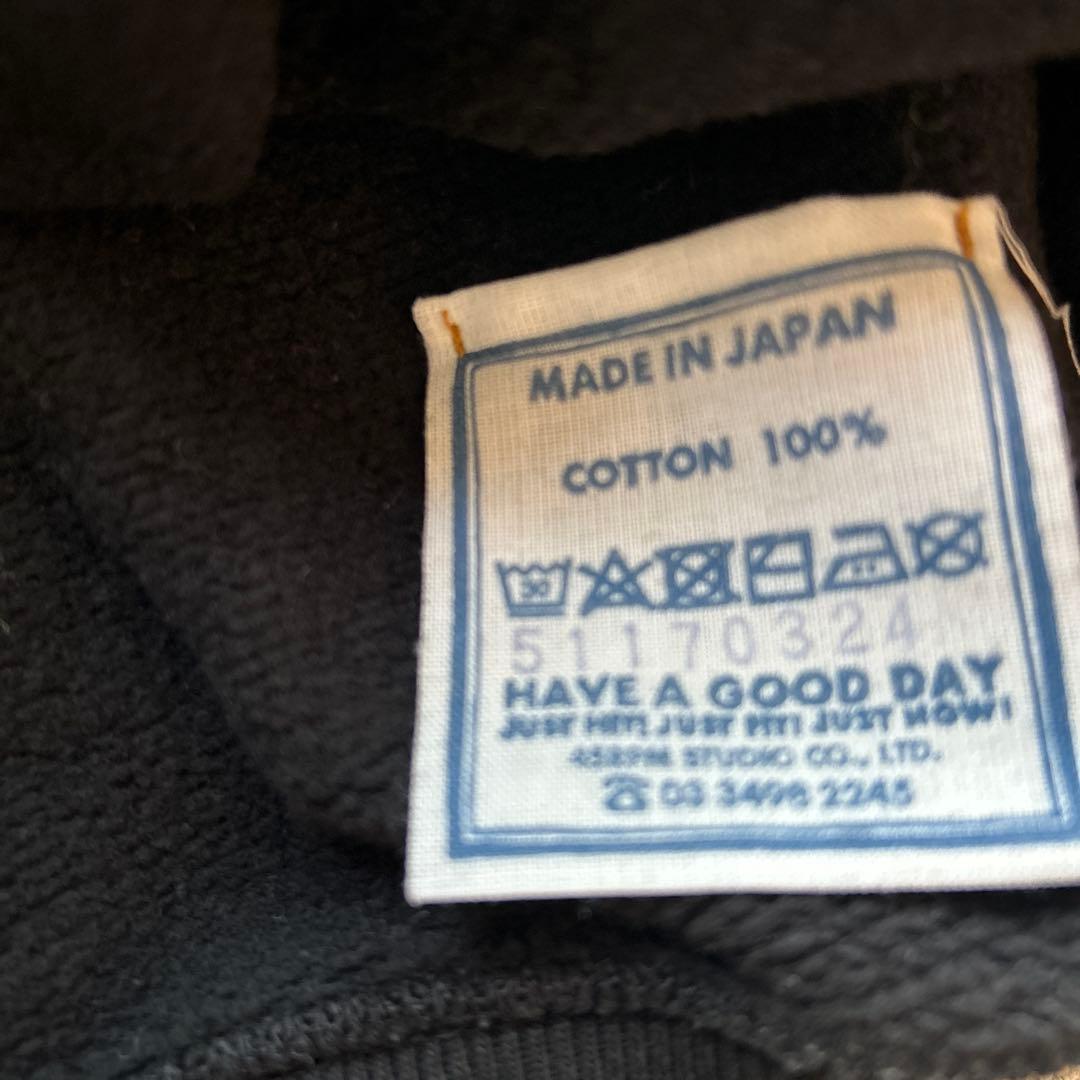 MADE IN JAPAN
COTTON 100%
30
51170324
HAVE A GOOD DAY
JUST HIT! JUST FIT! JUST NOW!
45RPM STUDIO CO., LTD.
☎03 3498 2245